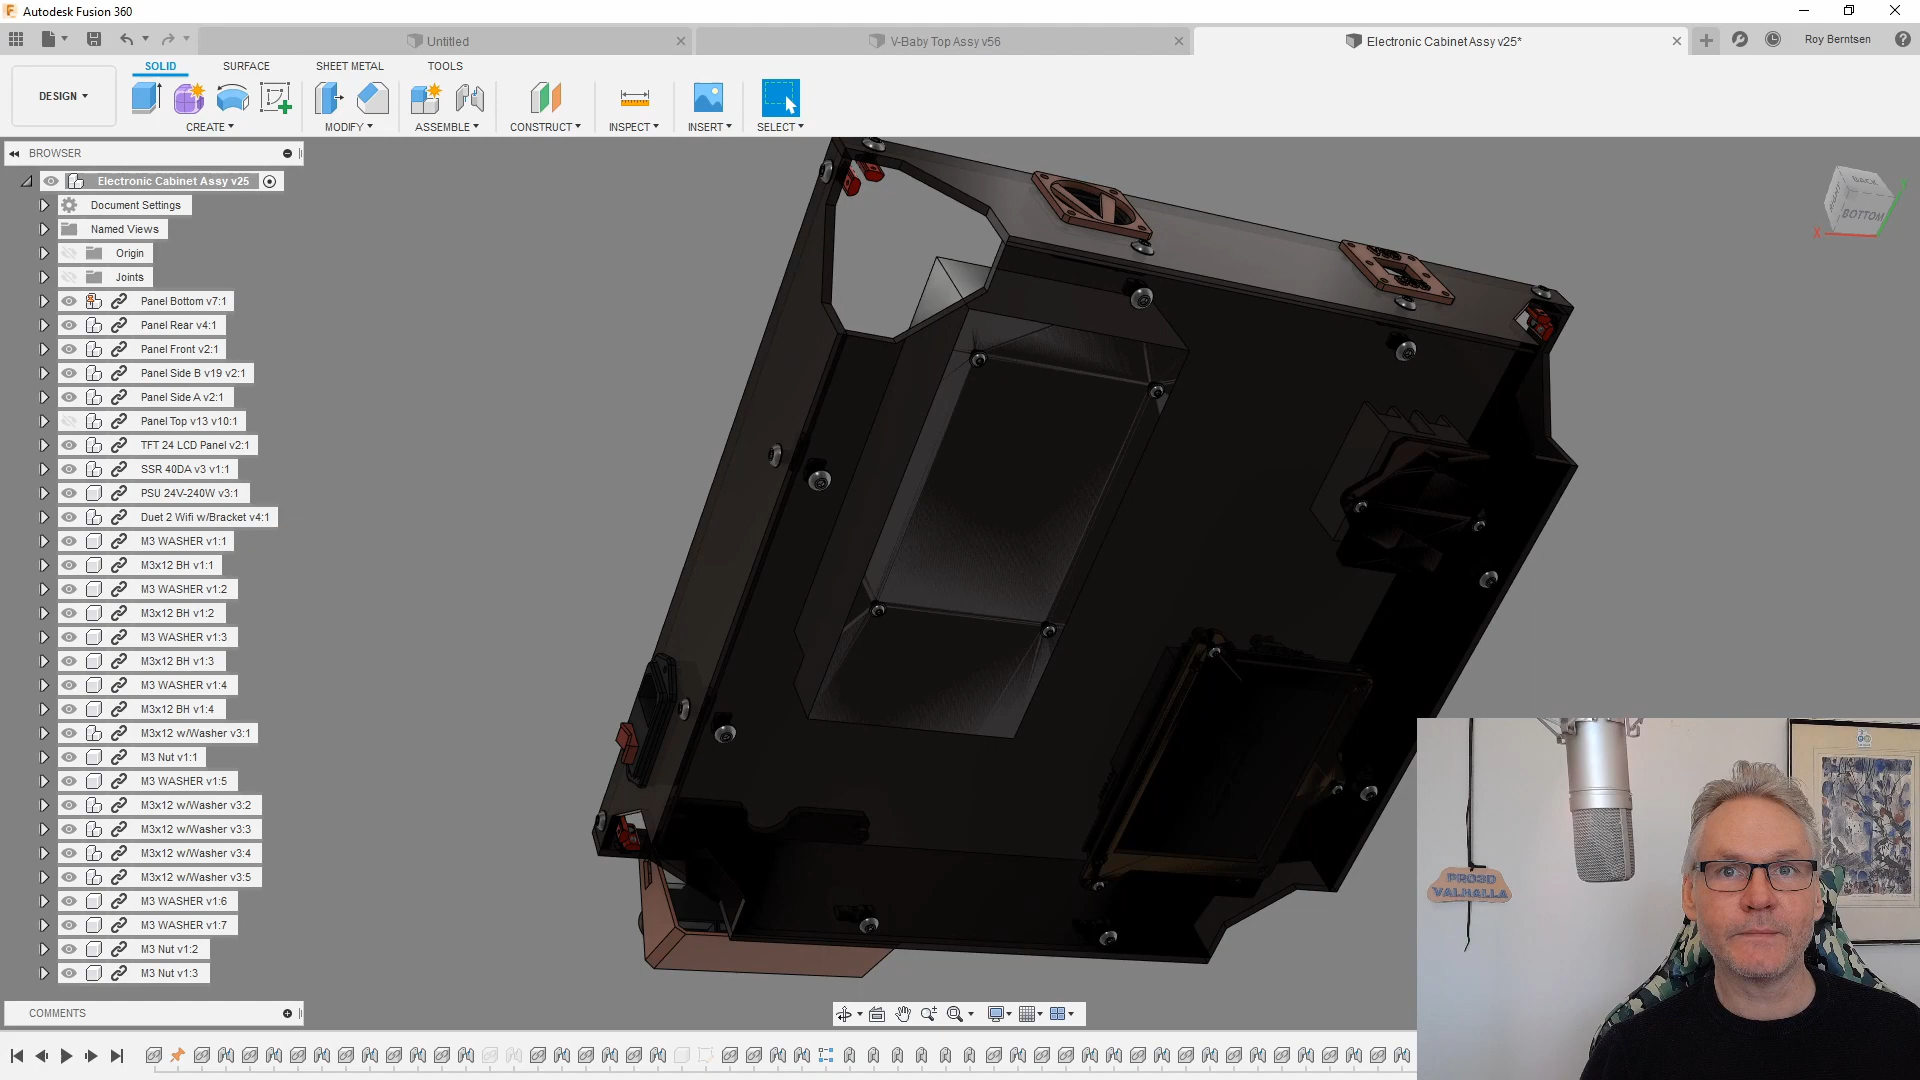 Autodesk Fusion 360
Untitled
V-Baby Top Assy v56
Electronic Cabinet Assy v25*
Roy Berntsen
DESIGN
SOLID
SURFACE
SHEET METAL
TOOLS
CREATE
MODIFY
ASSEMBLE
CONSTRUCT
INSPECT
INSERT
SELECT
BROWSER
Electronic Cabinet Assy v25
Document Settings
Named Views
Origin
Joints
Panel Bottom v7:1
Panel Rear v4:1
Panel Front v2:1
Panel Side B v19 v2:1
Panel Side A v2:1
Panel Top v13 v10:1
TFT 24 LCD Panel v2:1
SSR 40DA v3 v1:1
PSU 24V-240W v3:1
Duet 2 Wifi w/Bracket v4:1
M3 WASHER v1:1
M3x12 BH v1:1
M3 WASHER v1:2
M3x12 BH v1:2
M3 WASHER v1:3
M3x12 BH v1:3
M3 WASHER v1:4
M3x12 BH v1:4
M3x12 w/Washer v3:1
M3 Nut v1:1
M3 WASHER v1:5
M3x12 w/Washer v3:2
M3x12 w/Washer v3:3
M3x12 w/Washer v3:4
M3x12 w/Washer v3:5
M3 WASHER v1:6
M3 WASHER v1:7
M3 Nut v1:2
M3 Nut v1:3
COMMENTS
BACK
BOTTOM
X
PRO3D
VALHALLA